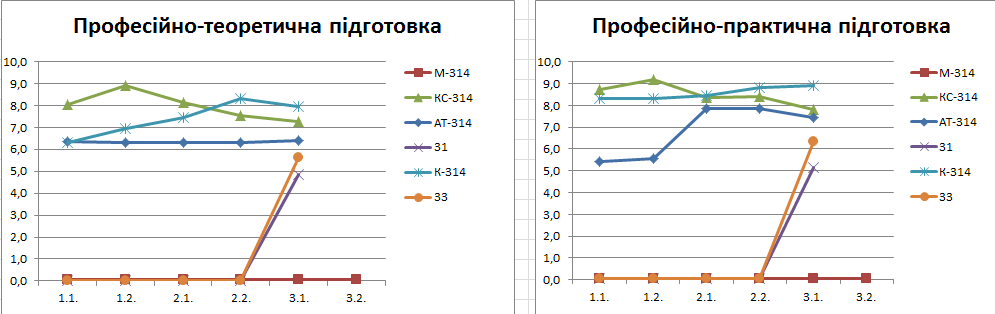 Професійно-теоретична підготовка
10,0
9,0
8,0
7,0
6,0
5,0
4,0
3,0
2,0
1,0
0,0
1.1. 1.2. 2.1. 2.2. 3.1. 3.2.
М-314
КС-314
АТ-314
31
К-314
33
Професійно-практична підготовка
10,0
9,0
8,0
7,0
6,0
5,0
4,0
3,0
2,0
1,0
0,0
1.1. 1.2. 2.1. 2.2. 3.1. 3.2.
М-314
КС-314
АТ-314
31
К-314
33